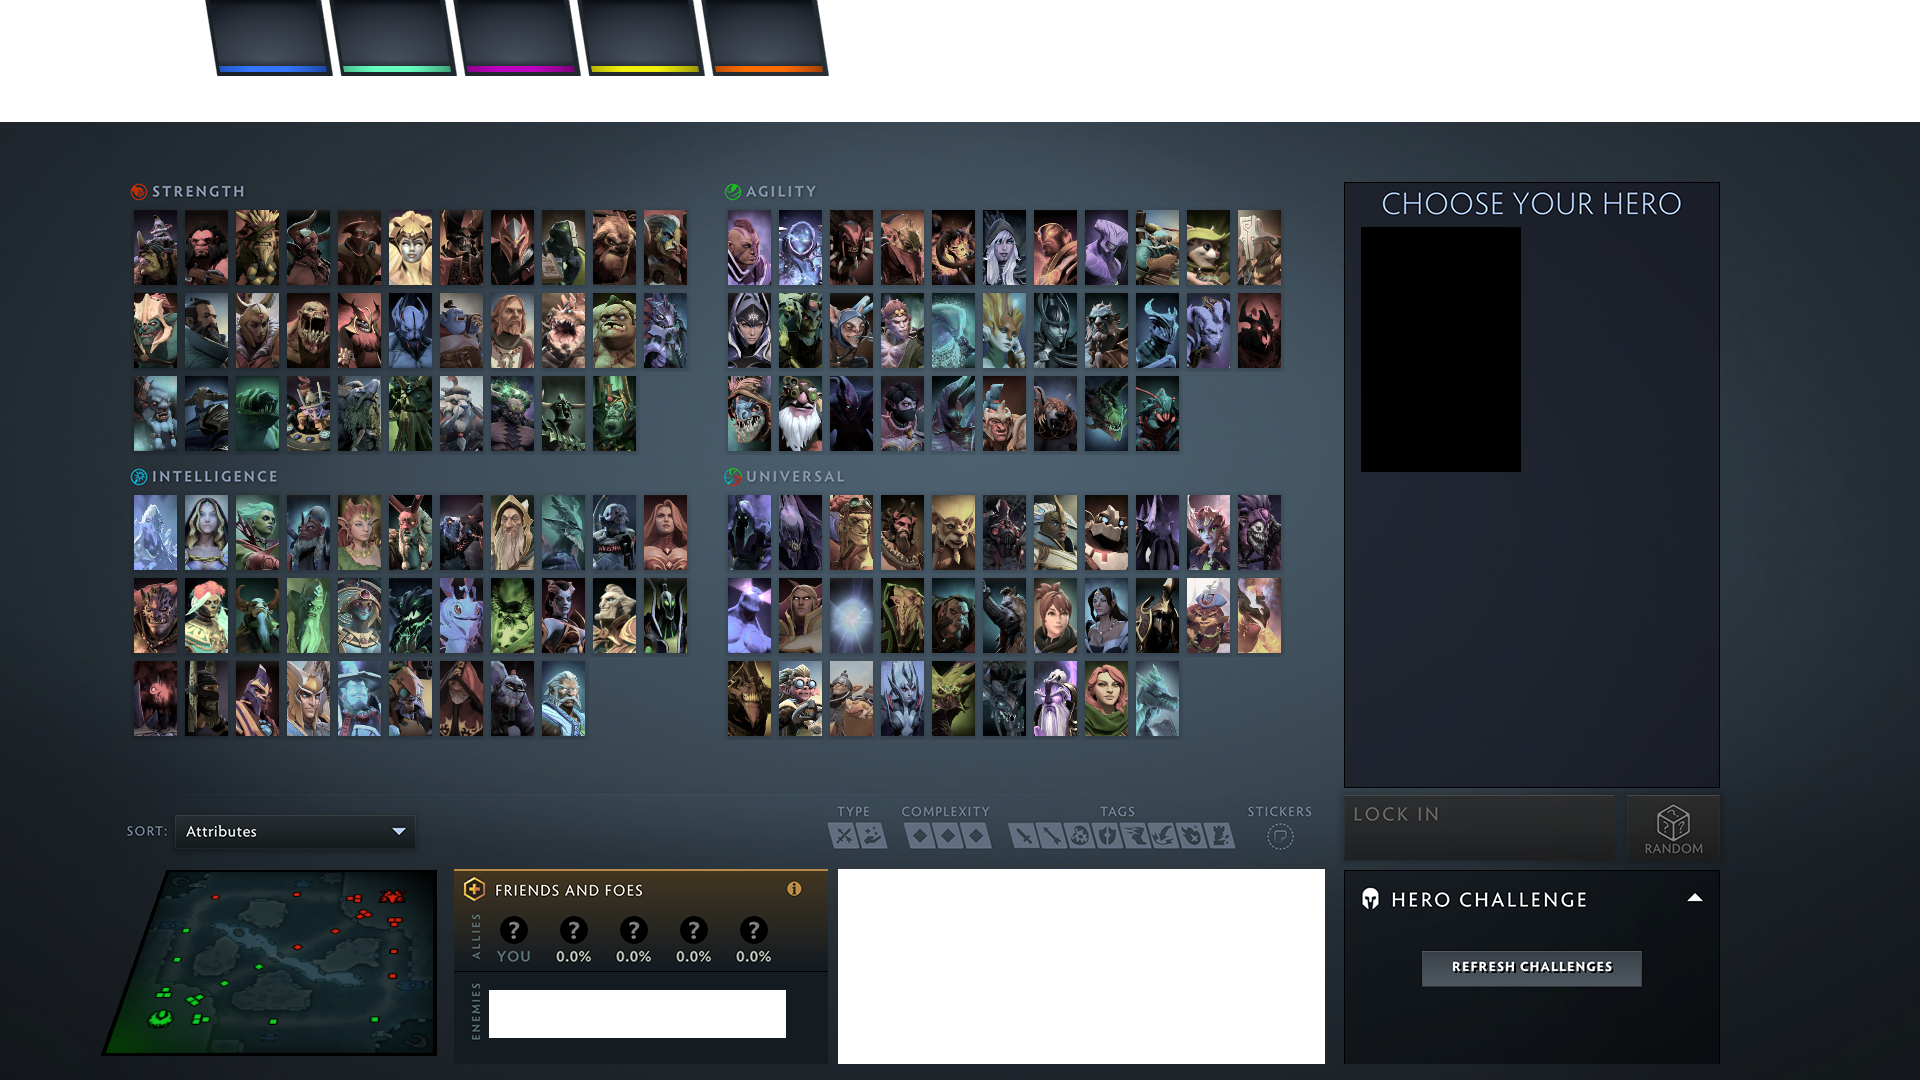 STRENGTH
AGILITY
CHOOSE YOUR HERO
INTELLIGENCE
UNIVERSAL
TYPE
COMPLEXITY
TAGS
STICKERS
SORT:
Attributes
LOCK IN
RANDOM
FRIENDS AND FOES
ALLIES
? ? ? ? ?
YOU 0.0% 0.0% 0.0% 0.0%
ENEMIES
HERO CHALLENGE
REFRESH CHALLENGES